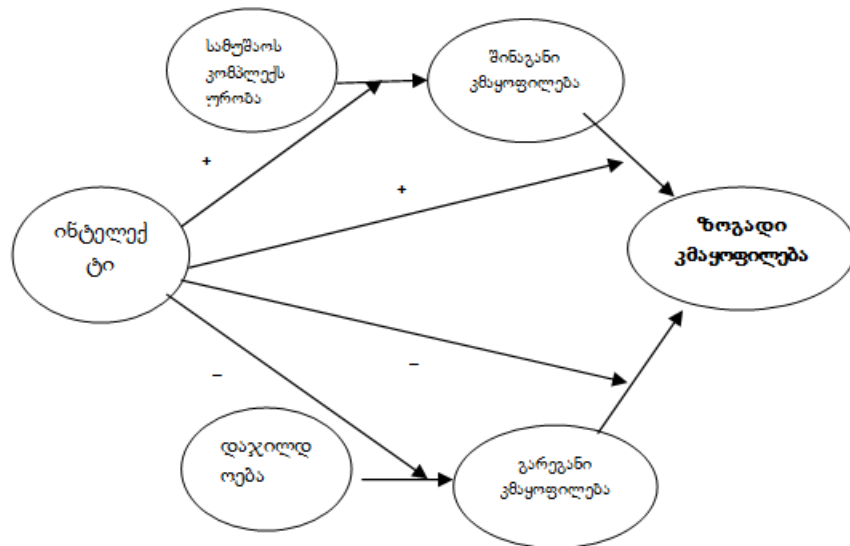 სამუშაოს
კომპლექს
ურობა
შინაგანი
კმაყოფილება
+
+
ინტელექ
ტი
ზოგადი
კმაყოფილება
–
–
დაჯილდ
ოება
გარეგანი
კმაყოფილება